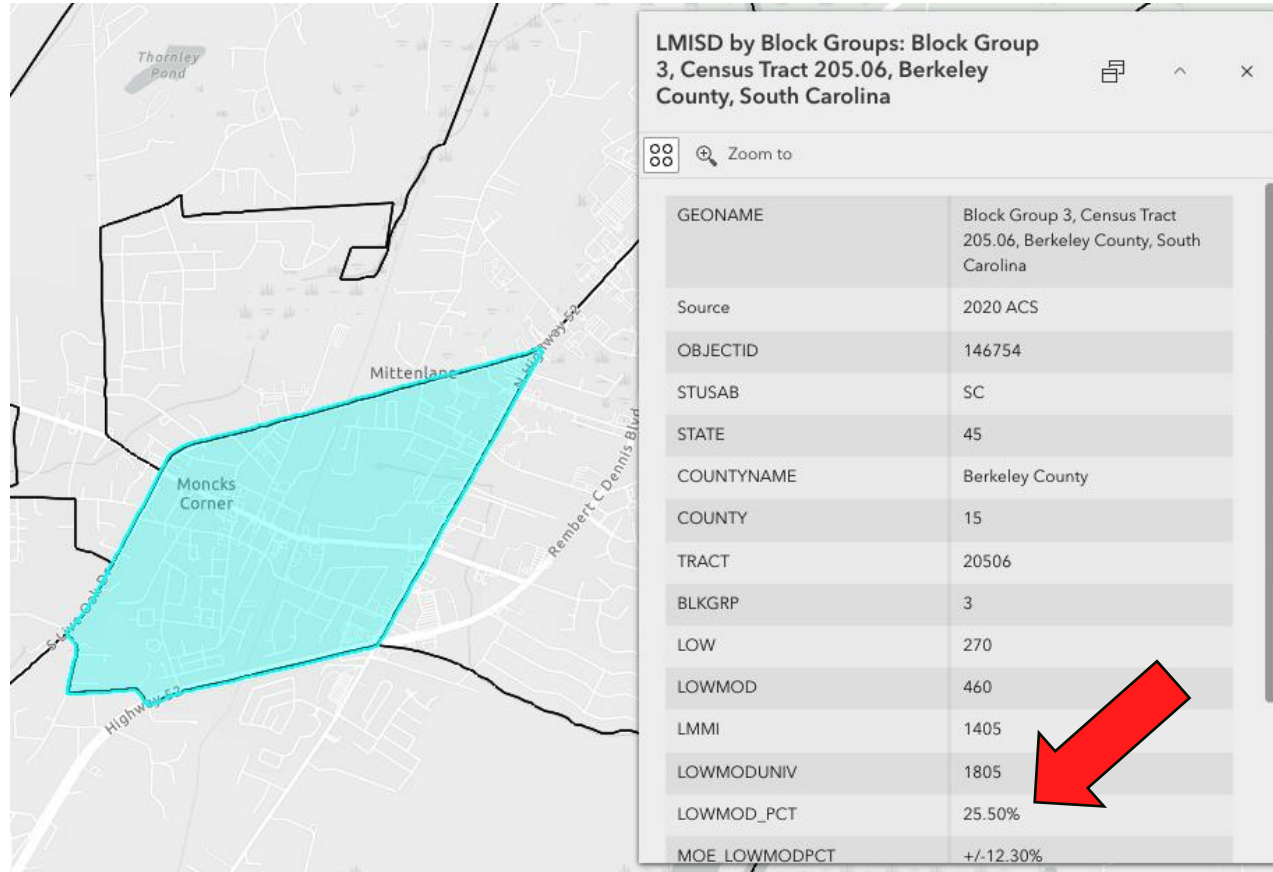 Thornley
Pond
Mittenlane
N Highway 52
Moncks
Corner
Rembert C Dennis Blvd
S Live Oak
Highway 52
LMISD by Block Groups: Block Group
3, Census Tract 205.06, Berkeley
County, South Carolina
Zoom to
GEONAME Block Group 3, Census Tract
205.06, Berkeley County, South
Carolina
Source 2020 ACS
OBJECTID 146754
STUSAB SC
STATE 45
COUNTYNAME Berkeley County
COUNTY 15
TRACT 20506
BLKGRP 3
LOW 270
LOWMOD 460
LMMI 1405
LOWMODUNIV 1805
LOWMOD_PCT 25.50%
MOE_LOWMODPCT +/-12.30%